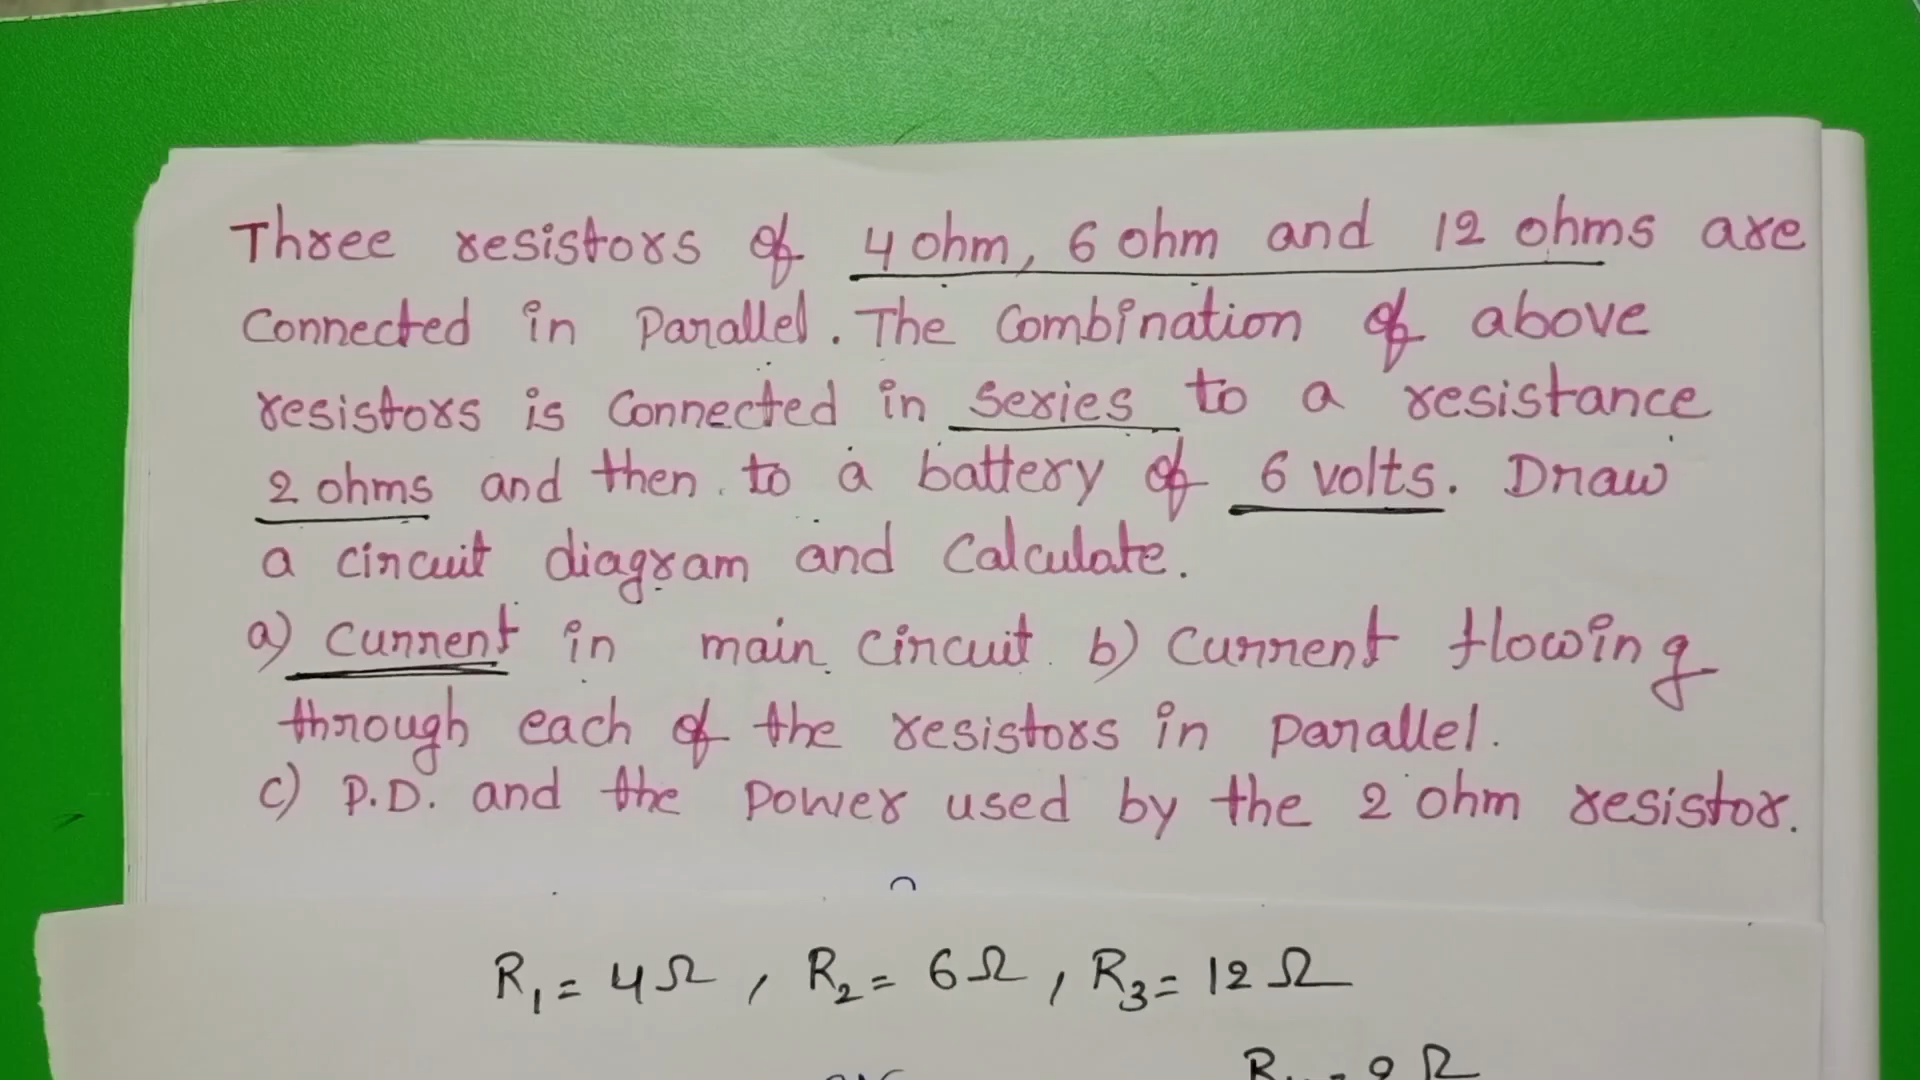 Three resistors of 4 ohm, 6 ohm and 12 ohms are
Connected in Parallel. The Combination of above
resistors is Connected in series to a resistance
2 ohms and then to a battery of 6 volts. Draw
a circuit diagram and Calculate.
a) Current in main Circuit b) Current flowing
through each of the resistors in parallel.
c) P.D. and the Power used by the 2 ohm resistor.
R₁ = 4Ω , R₂ = 6Ω , R₃ = 12 Ω